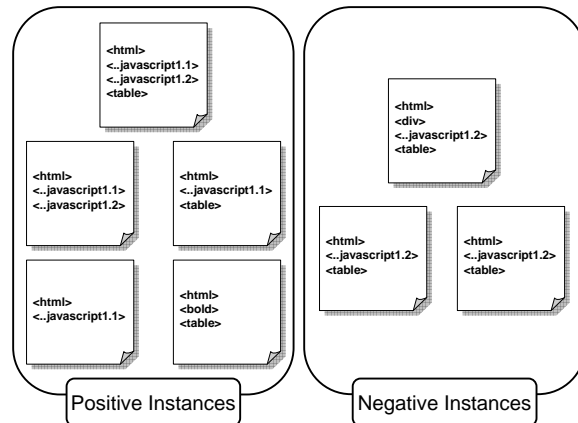 <html>
<..javascript1.1>
<..javascript1.2>
<table>
<html>
<..javascript1.1>
<..javascript1.2>
<html>
<..javascript1.1>
<table>
<html>
<..javascript1.1>
<html>
<bold>
<table>
Positive Instances
<html>
<div>
<..javascript1.2>
<table>
<html>
<..javascript1.2>
<table>
<html>
<..javascript1.2>
<table>
Negative Instances